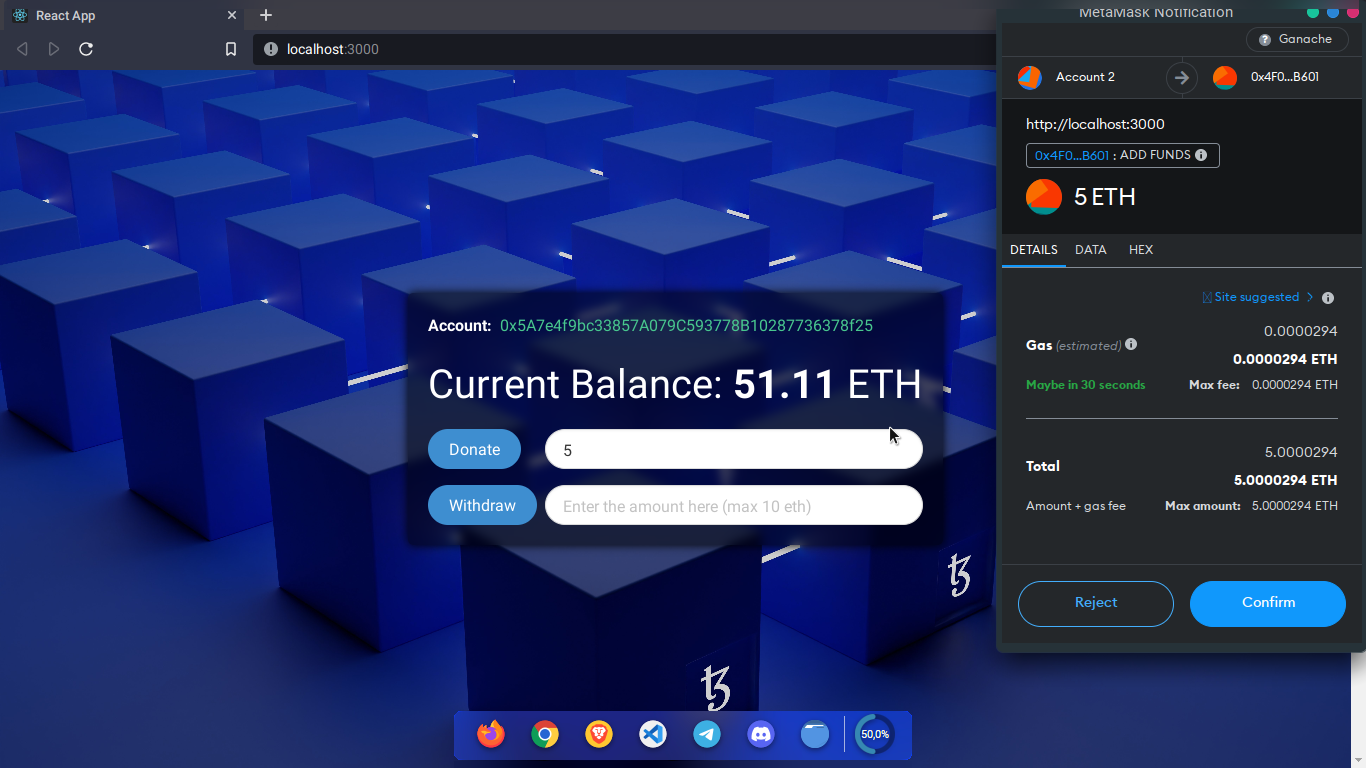 React App
localhost:3000
Account: 0x5A7e4f9bc33857A079C593778B10287736378f25
Current Balance: 51.11 ETH
Donate
5
Withdraw
Enter the amount here (max 10 eth)
50,0%
MetaMask Notification
Ganache
Account 2
0x4F0...B601
http://localhost:3000
0x4F0...B601 : ADD FUNDS
5 ETH
DETAILS DATA HEX
Site suggested
0.0000294
Gas (estimated)
0.0000294 ETH
Maybe in 30 seconds
Max fee: 0.0000294 ETH
5.0000294
Total
5.0000294 ETH
Amount + gas fee
Max amount: 5.0000294 ETH
Reject
Confirm